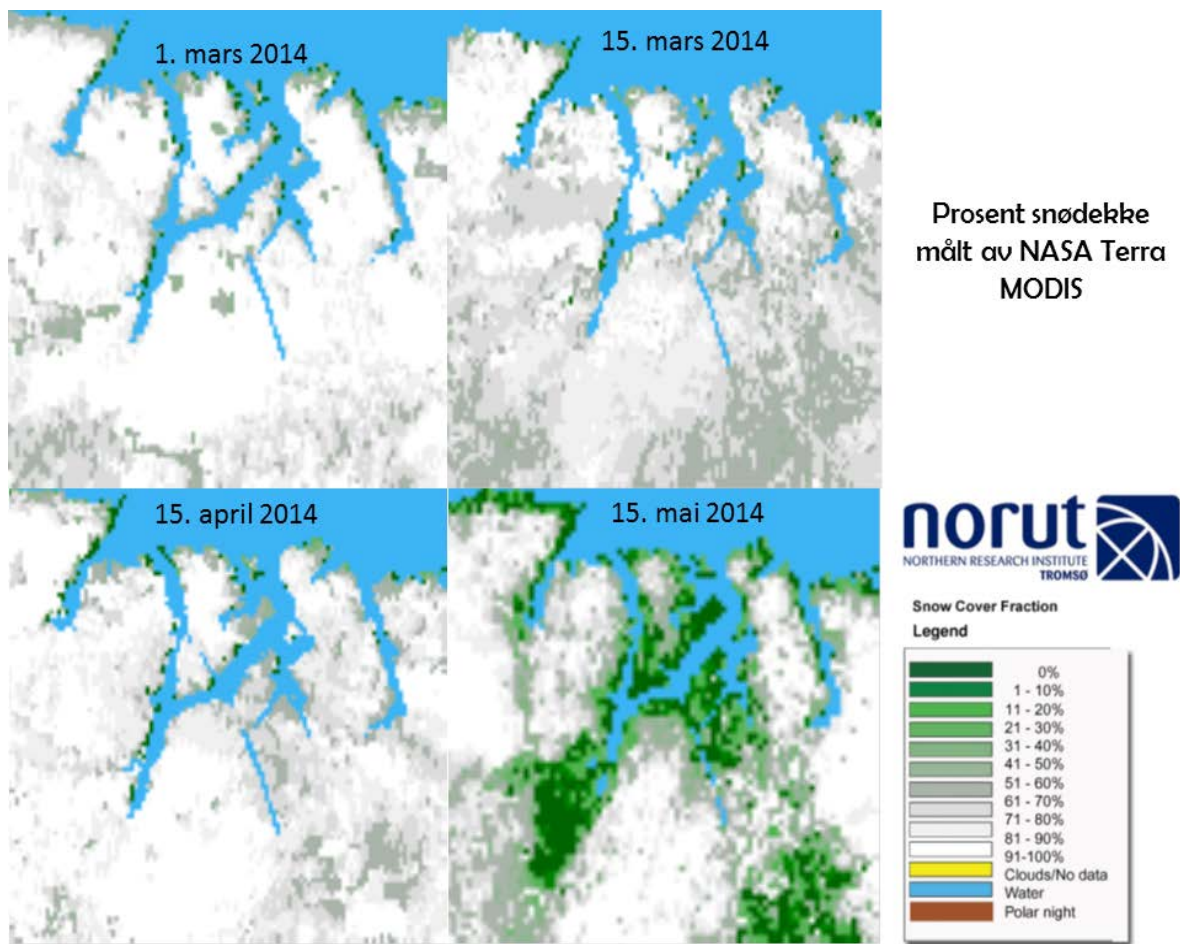 1. mars 2014
15. mars 2014
Prosent snødekke
målt av NASA Terra
MODIS
15. april 2014
15. mai 2014
norut
NORTHERN RESEARCH INSTITUTE
TROMSØ
Snow Cover Fraction
Legend
0%
1 - 10%
11 - 20%
21 - 30%
31 - 40%
41 - 50%
51 - 60%
61 - 70%
71 - 80%
81 - 90%
91-100%
Clouds/No data
Water
Polar night